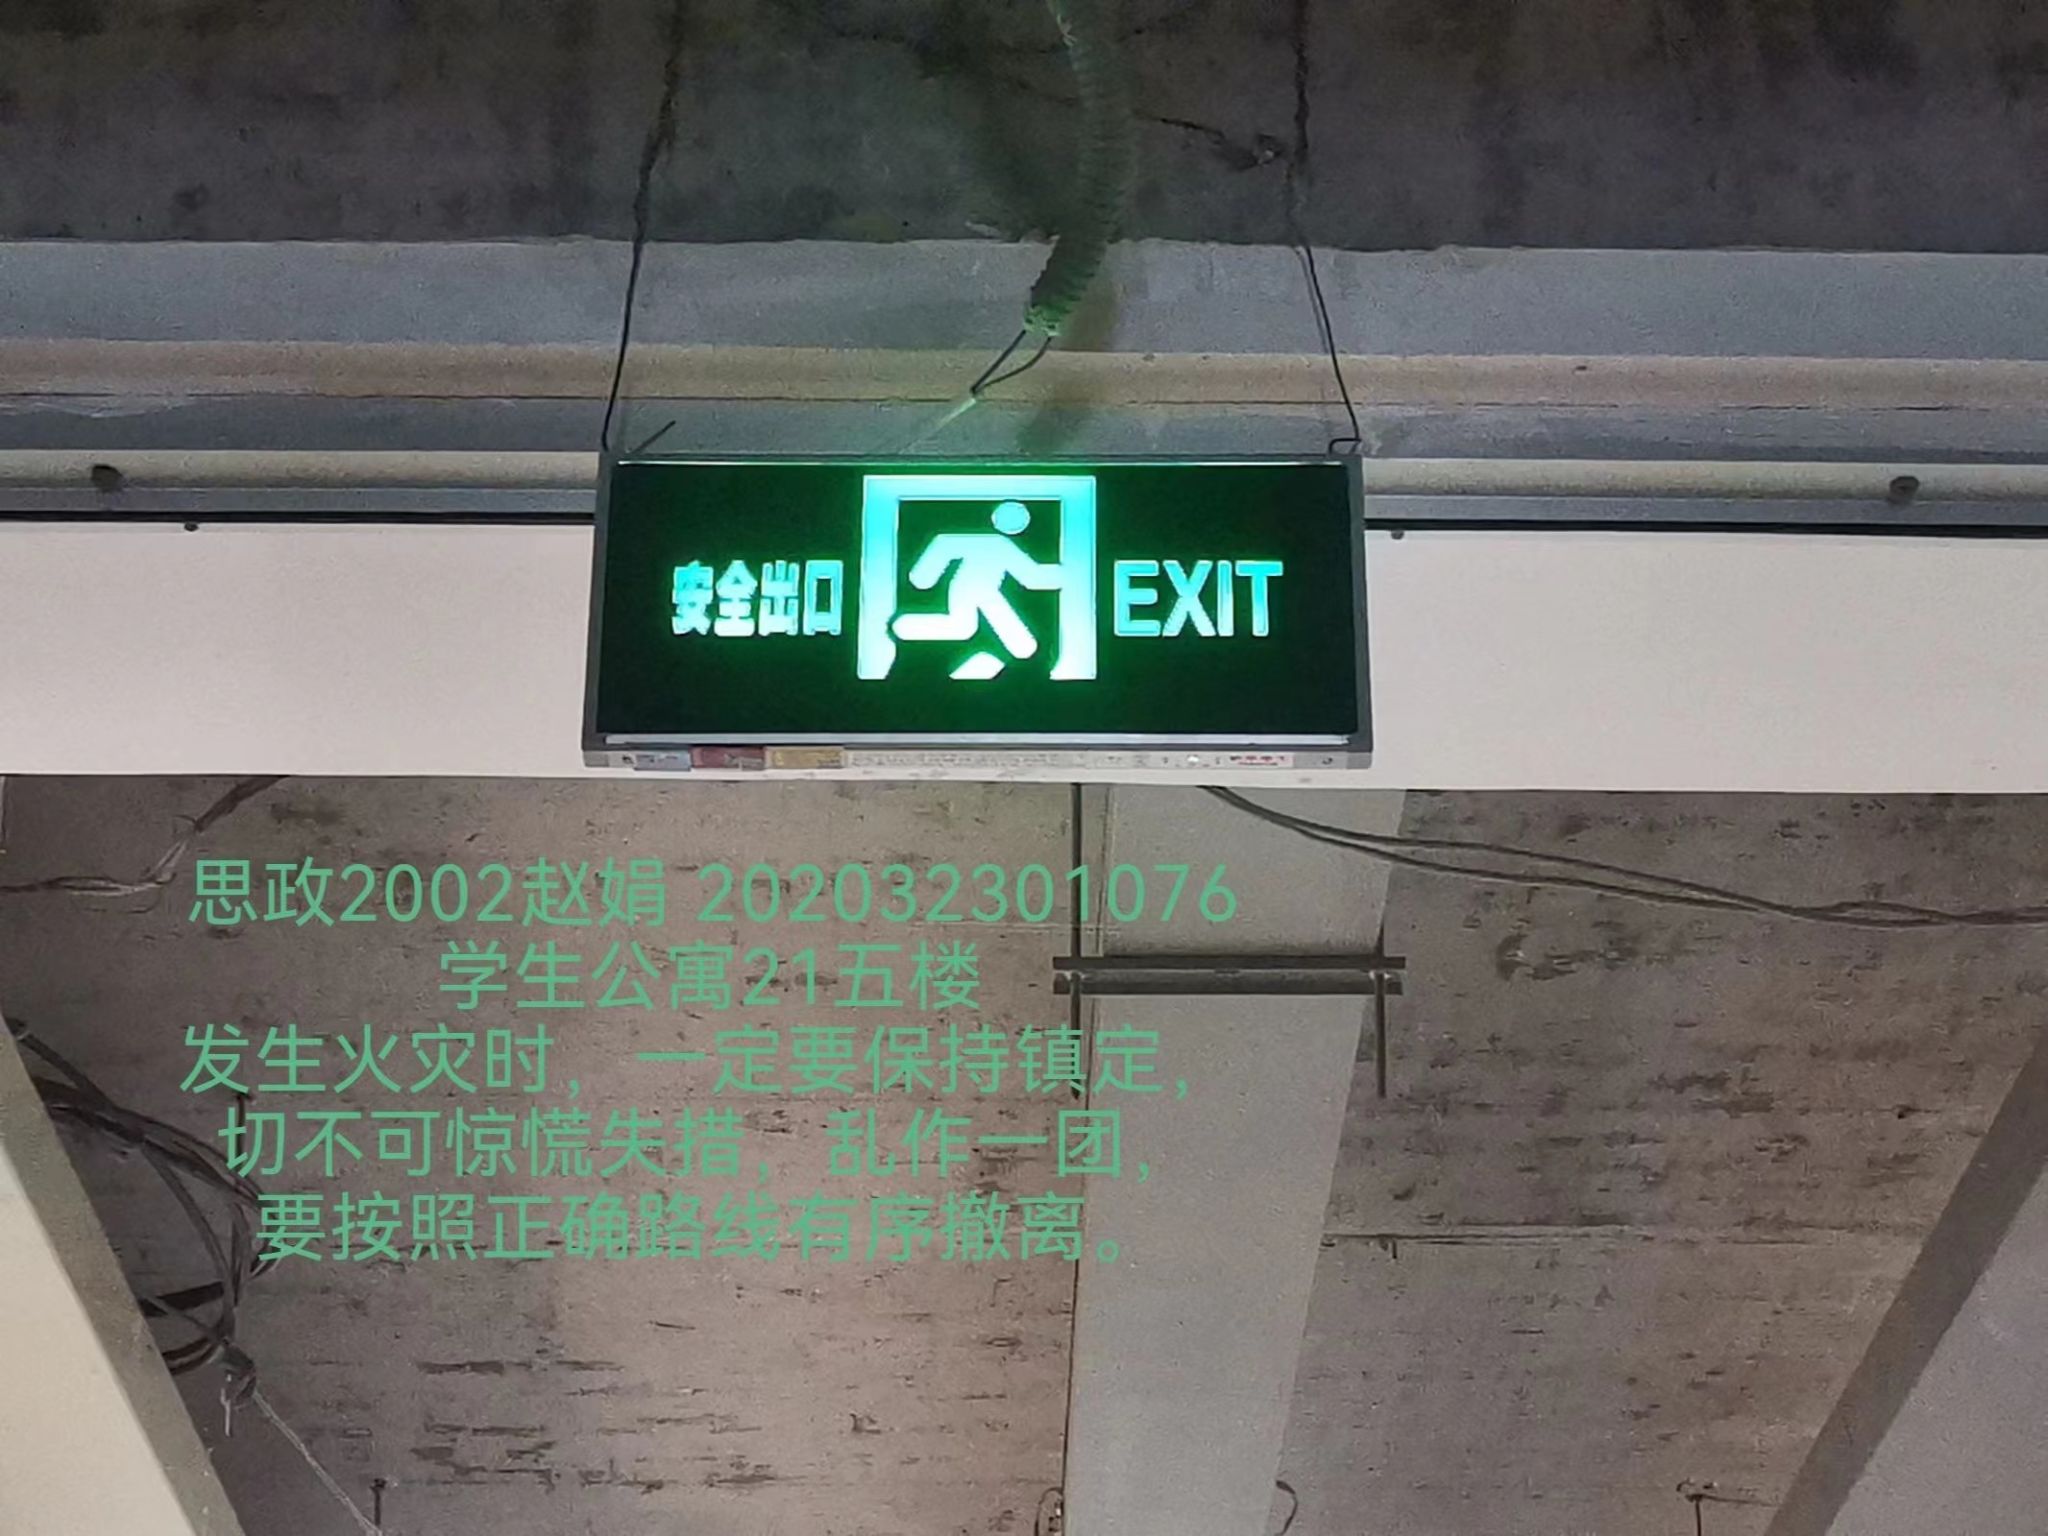 安全出口 EXIT
思政2002赵娟 202032301076
学生公寓21五楼
发生火灾时，一定要保持镇定，
切不可惊慌失措，乱作一团，
要按照正确路线有序撤离。